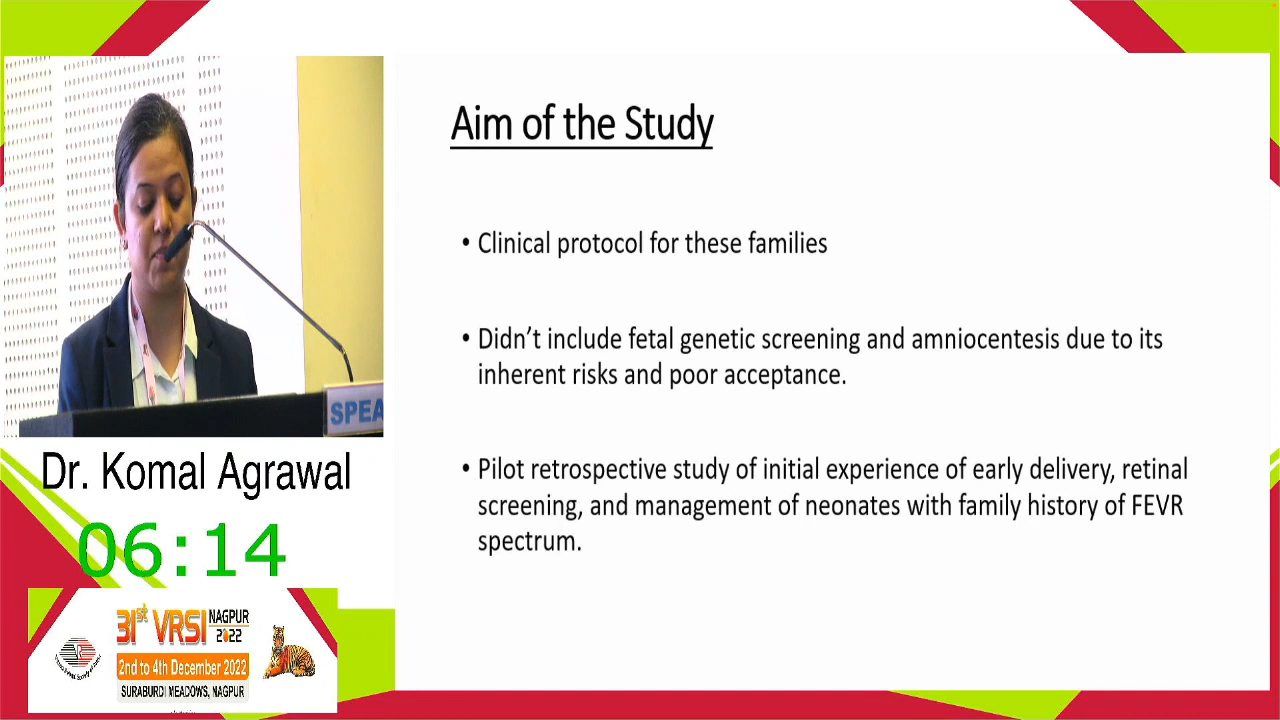 Aim of the Study
• Clinical protocol for these families
• Didn't include fetal genetic screening and amniocentesis due to its
inherent risks and poor acceptance.
• Pilot retrospective study of initial experience of early delivery, retinal
screening, and management of neonates with family history of FEVR
spectrum.
SPEA
Dr. Komal Agrawal
06:14
31st VRSI NAGPUR
2022
2nd to 4th December 2022
SURABURDI MEADOWS, NAGPUR